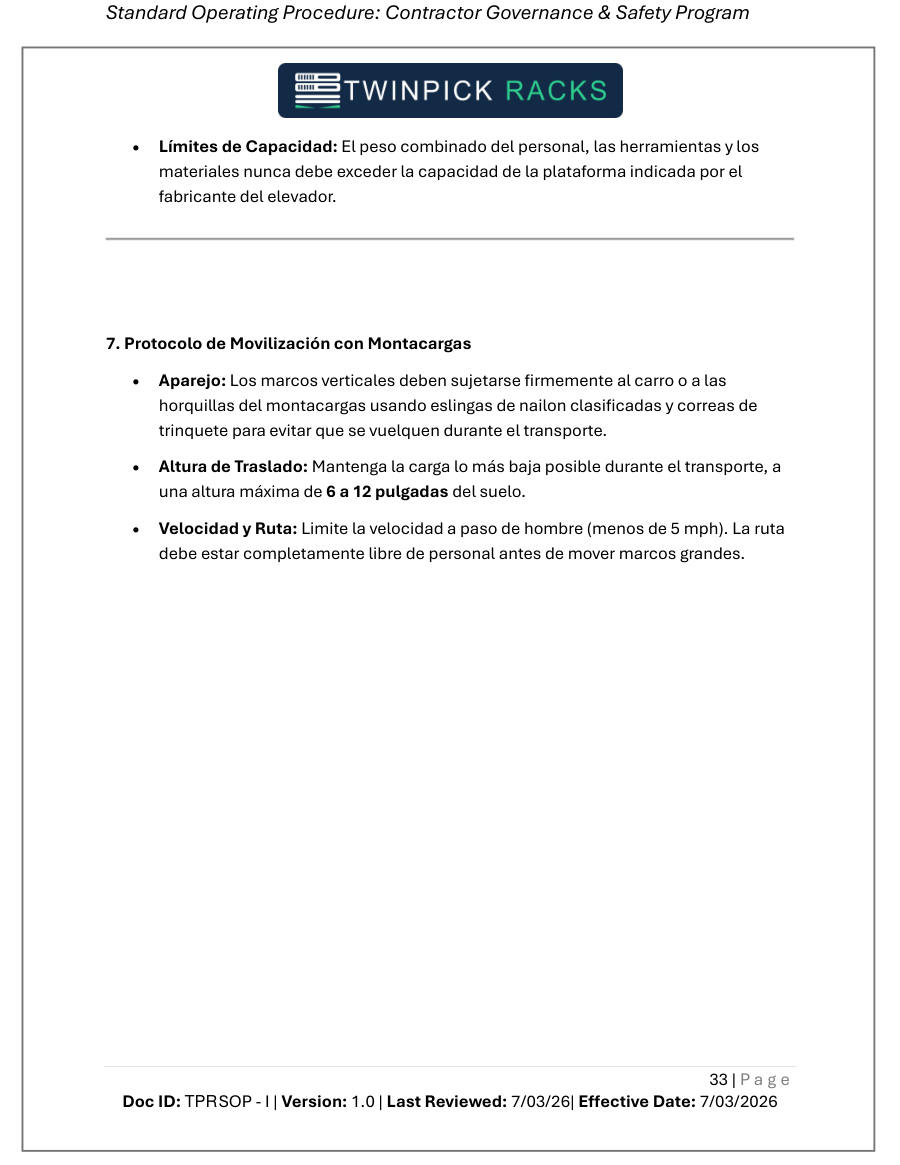 Standard Operating Procedure: Contractor Governance & Safety Program
TWINPICK RACKS
• Límites de Capacidad: El peso combinado del personal, las herramientas y los
materiales nunca debe exceder la capacidad de la plataforma indicada por el
fabricante del elevador.
7. Protocolo de Movilización con Montacargas
• Aparejo: Los marcos verticales deben sujetarse firmemente al carro o a las
horquillas del montacargas usando eslingas de nailon clasificadas y correas de
trinquete para evitar que se vuelquen durante el transporte.
• Altura de Traslado: Mantenga la carga lo más baja posible durante el transporte, a
una altura máxima de 6 a 12 pulgadas del suelo.
• Velocidad y Ruta: Limite la velocidad a paso de hombre (menos de 5 mph). La ruta
debe estar completamente libre de personal antes de mover marcos grandes.
33 | Page
Doc ID: TPRSOP - I | Version: 1.0 | Last Reviewed: 7/03/26| Effective Date: 7/03/2026